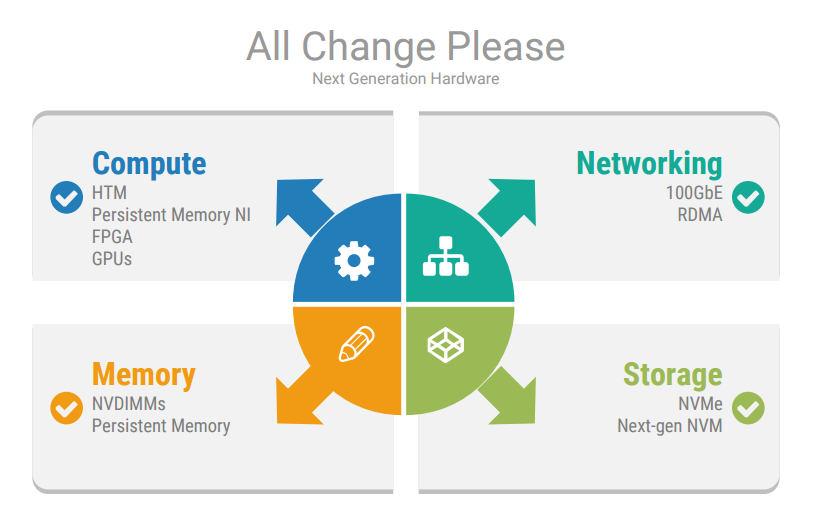 All Change Please
Next Generation Hardware
Compute
HTM
Persistent Memory NI
FPGA
GPUs
Networking
100GbE
RDMA
Memory
NVDIMMs
Persistent Memory
Storage
NVMe
Next-gen NVM